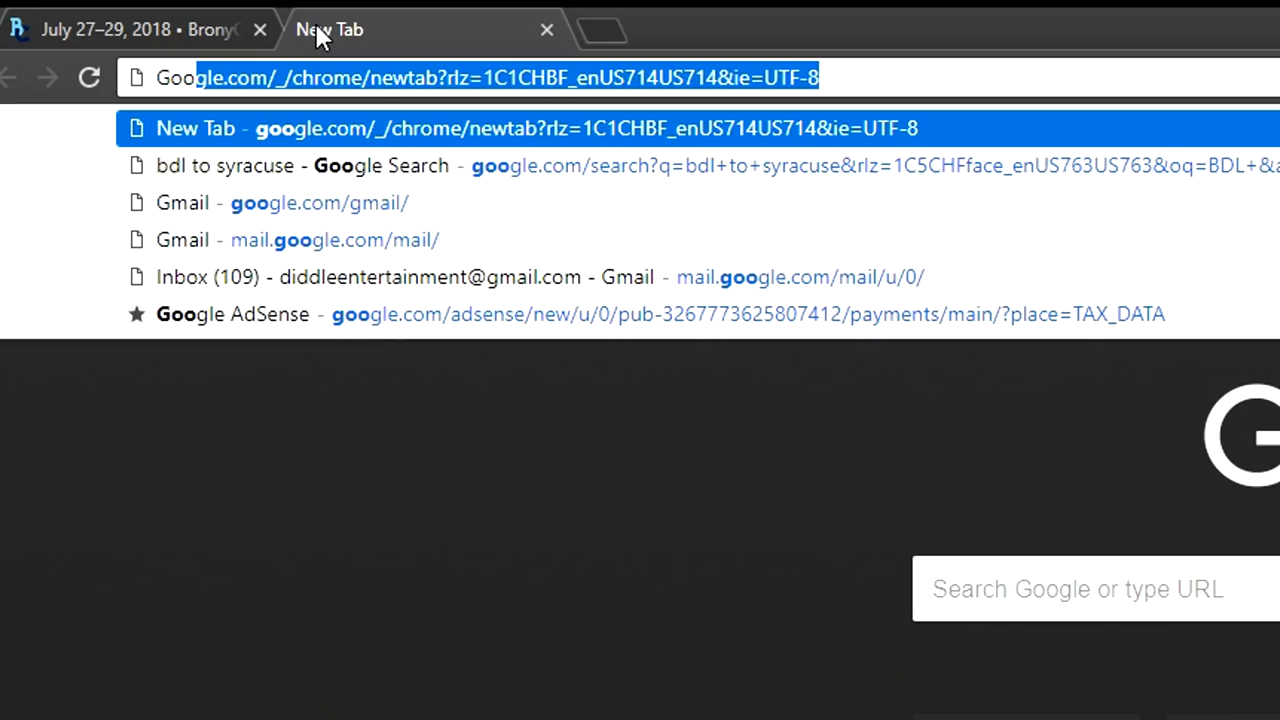 July 27–29, 2018 • Brony
New Tab
Google.com/_/chrome/newtab?rlz=1C1CHBF_enUS714US714&ie=UTF-8
New Tab - google.com/_/chrome/newtab?rlz=1C1CHBF_enUS714US714&ie=UTF-8
bdl to syracuse - Google Search - google.com/search?q=bdl+to+syracuse&rlz=1C5CHFface_enUS763US763&oq=BDL+&a
Gmail - google.com/gmail/
Gmail - mail.google.com/mail/
Inbox (109) - diddleentertainment@gmail.com - Gmail - mail.google.com/mail/u/0/
Google AdSense - google.com/adsense/new/u/0/pub-3267773625807412/payments/main/?place=TAX_DATA
G
Search Google or type URL